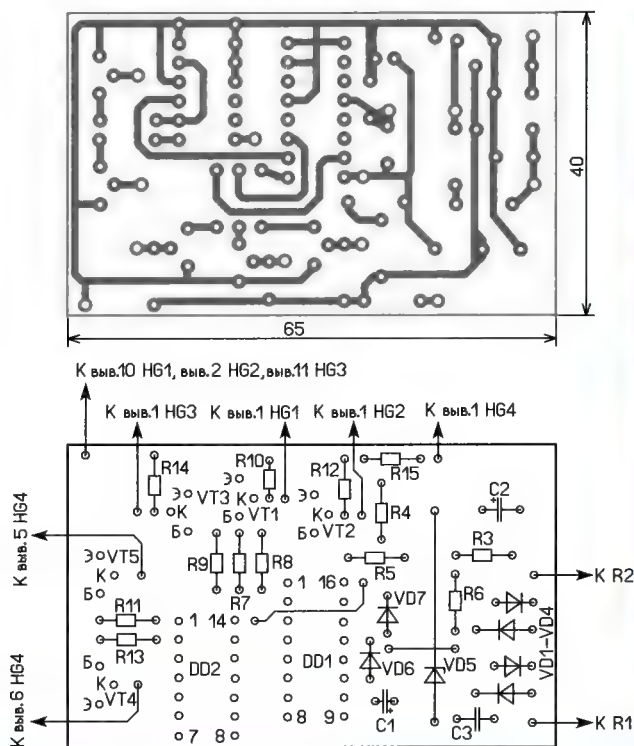 40
65
К выв.10 HG1, выв.2 HG2, выв.11 HG3
К выв.1 HG3 К выв.1 HG1 К выв.1 HG2 К выв.1 HG4
R14 R10 R12 R15
Э VT3 Э Э C2
К К VT1 К VT2 R4
Б Б Б
К выв. 5 HG4
Э VT5 R9 R7 R8 R5 R3
К
Б
1 16 VD7 R6 К R2
R11 1 14
R13
Б DD2 DD1 VD6 VD5 VD1–VD4
К
Э VT4
К выв. 6 HG4
7 8 8 9 C1 + C3 К R1